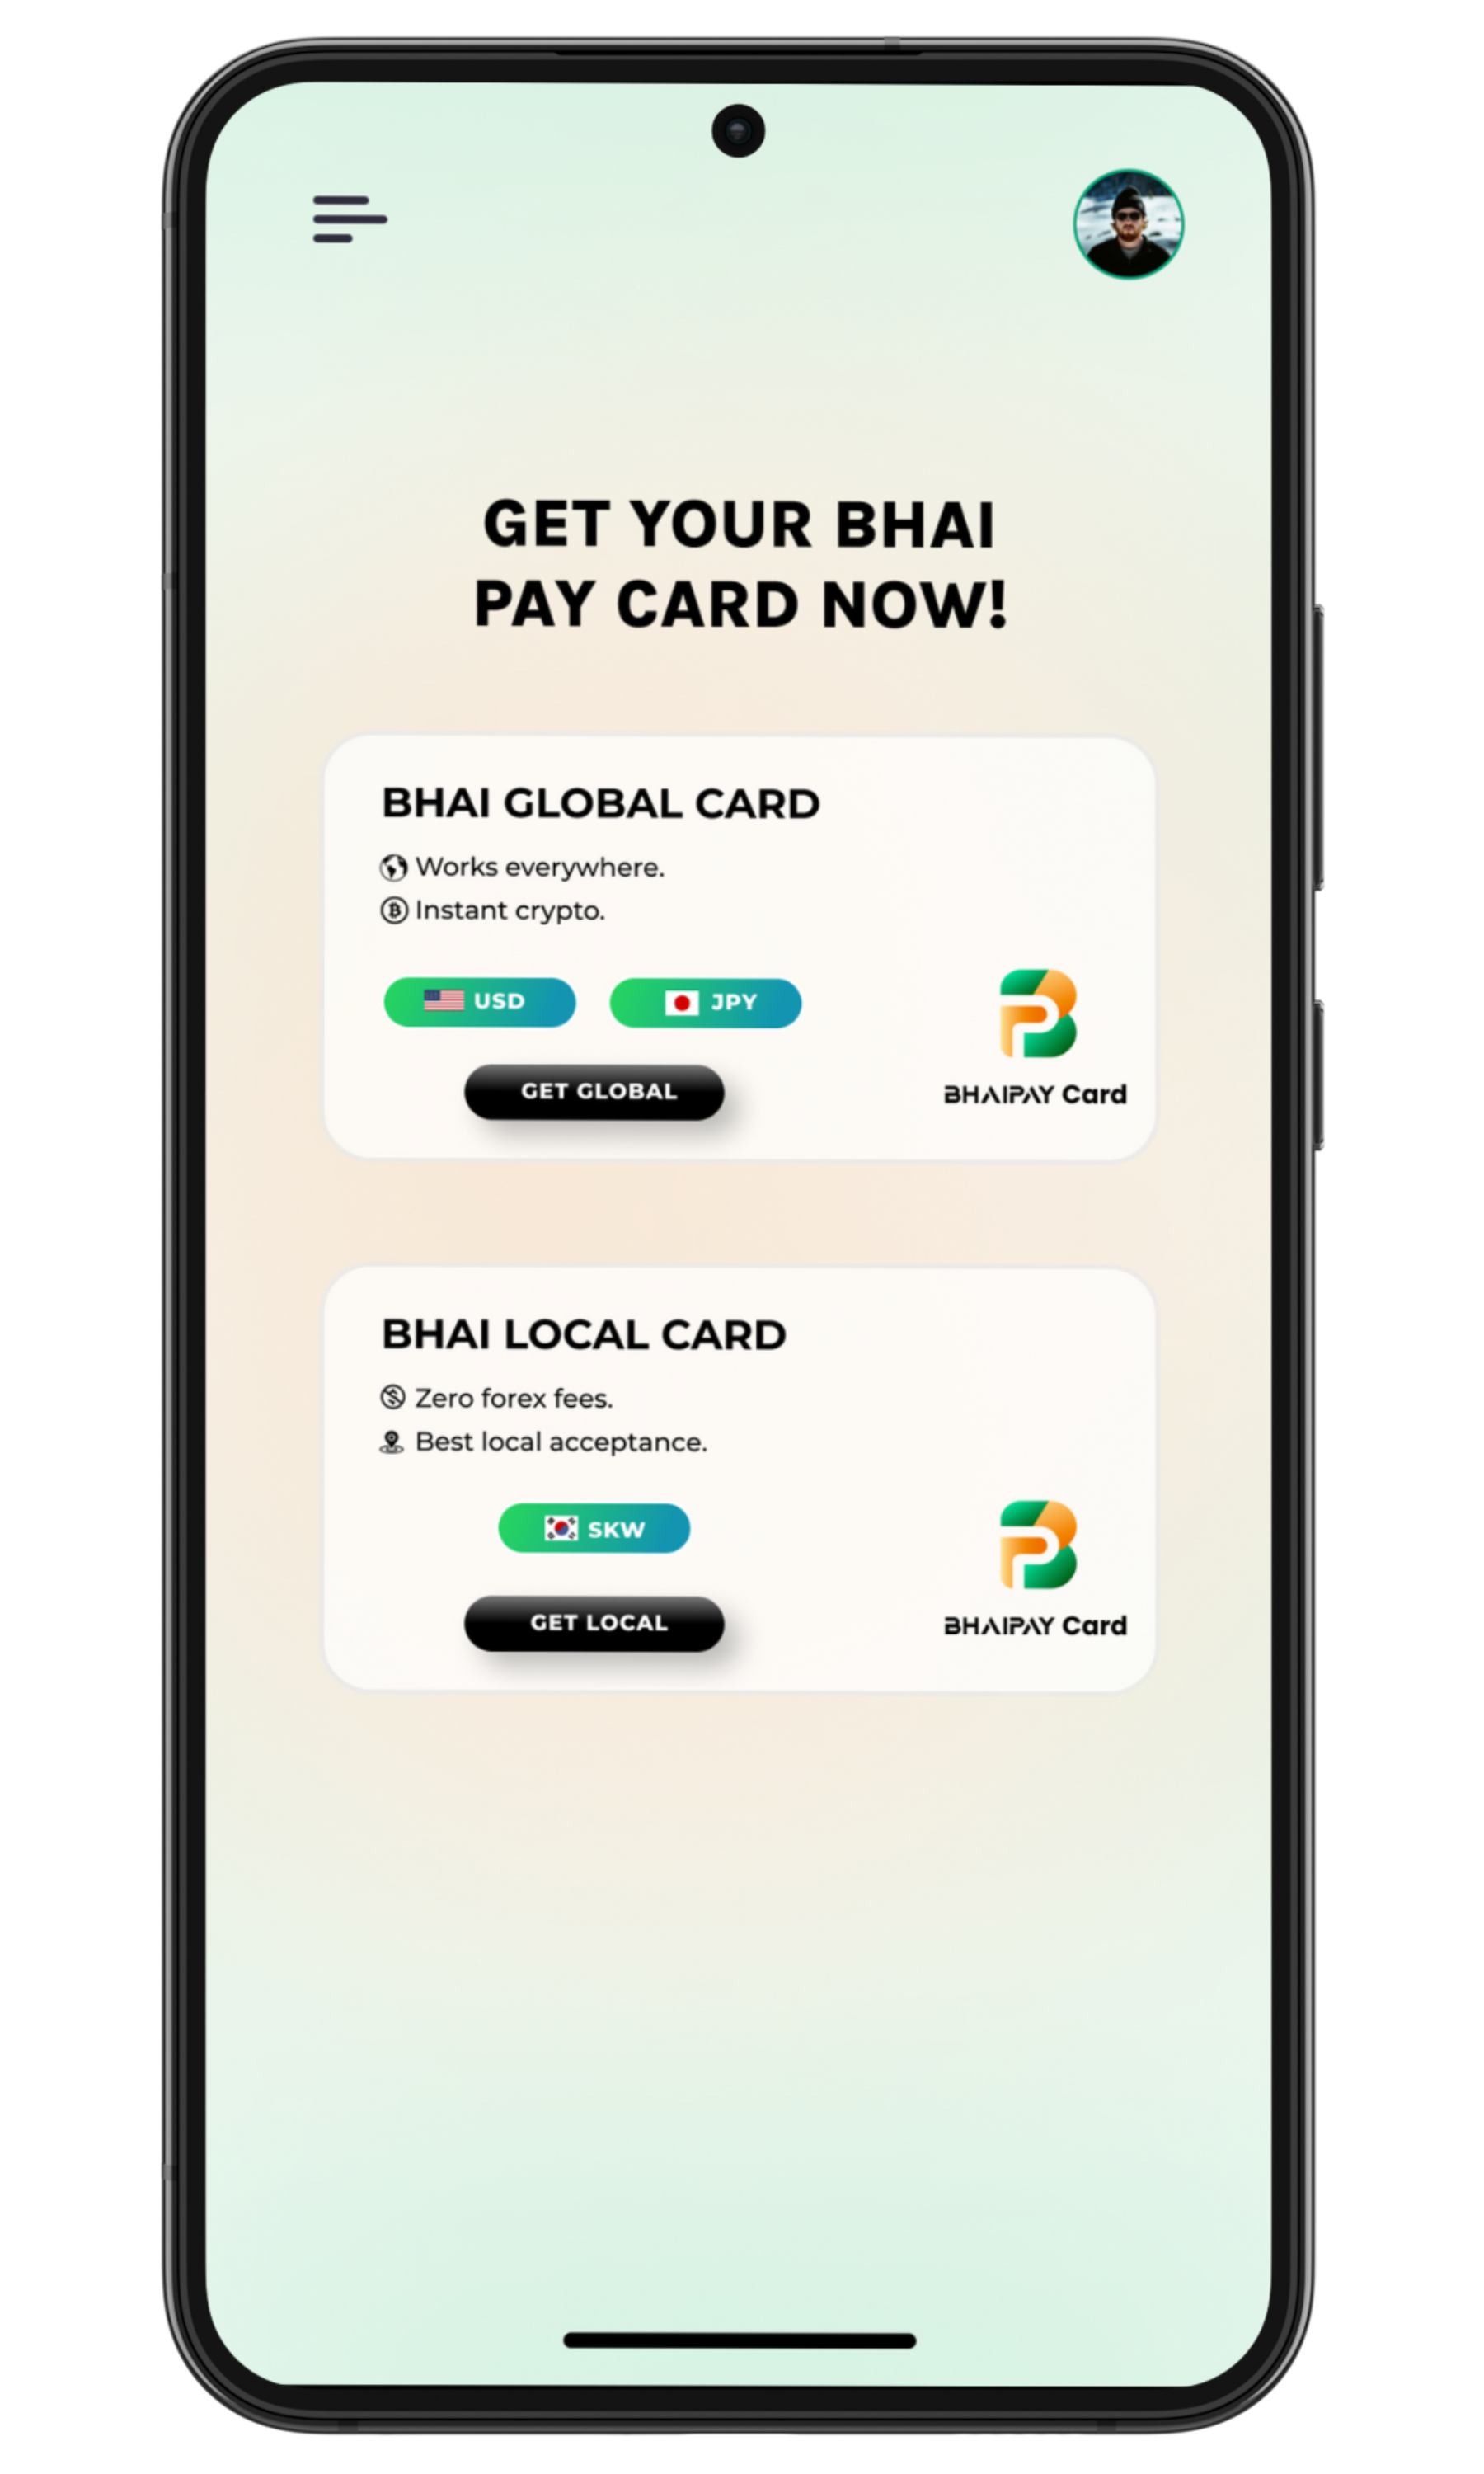 GET YOUR BHAI
PAY CARD NOW!
BHAI GLOBAL CARD
Works everywhere.
Instant crypto.
USD
JPY
GET GLOBAL
BHAIPAY Card
BHAI LOCAL CARD
Zero forex fees.
Best local acceptance.
SKW
GET LOCAL
BHAIPAY Card